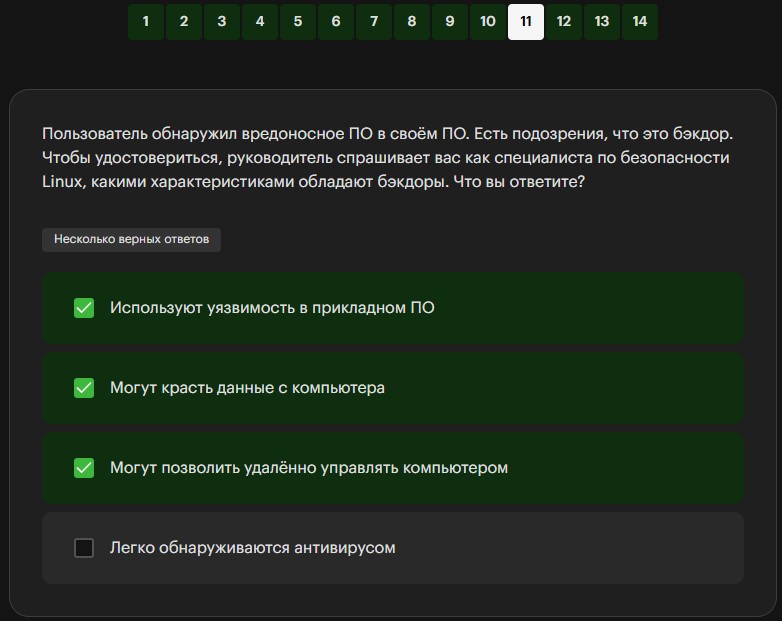 1 2 3 4 5 6 7 8 9 10 11 12 13 14
Пользователь обнаружил вредоносное ПО в своём ПО. Есть подозрения, что это бэкдор.
Чтобы удостовериться, руководитель спрашивает вас как специалиста по безопасности
Linux, какими характеристиками обладают бэкдоры. Что вы ответите?
Несколько верных ответов
Используют уязвимость в прикладном ПО
Могут красть данные с компьютера
Могут позволить удалённо управлять компьютером
Легко обнаруживаются антивирусом